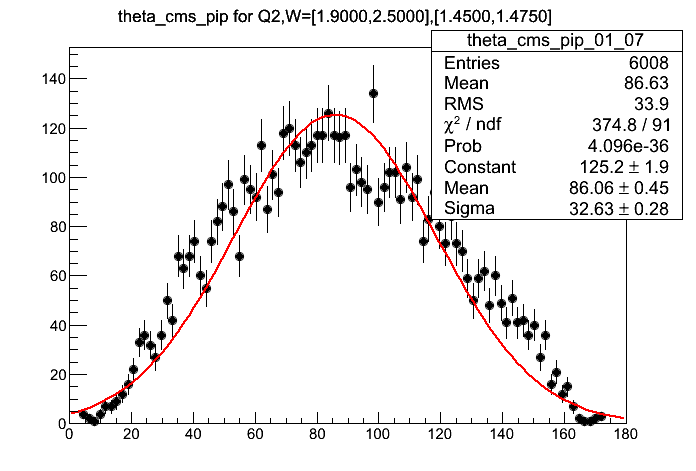 theta_cms_pip for Q2,W=[1.9000,2.5000],[1.4500,1.4750]
theta_cms_pip_01_07
Entries 6008
Mean 86.63
RMS 33.9
χ² / ndf 374.8 / 91
Prob 4.096e-36
Constant 125.2 ± 1.9
Mean 86.06 ± 0.45
Sigma 32.63 ± 0.28
140
120
100
80
60
40
20
0
0 20 40 60 80 100 120 140 160 180